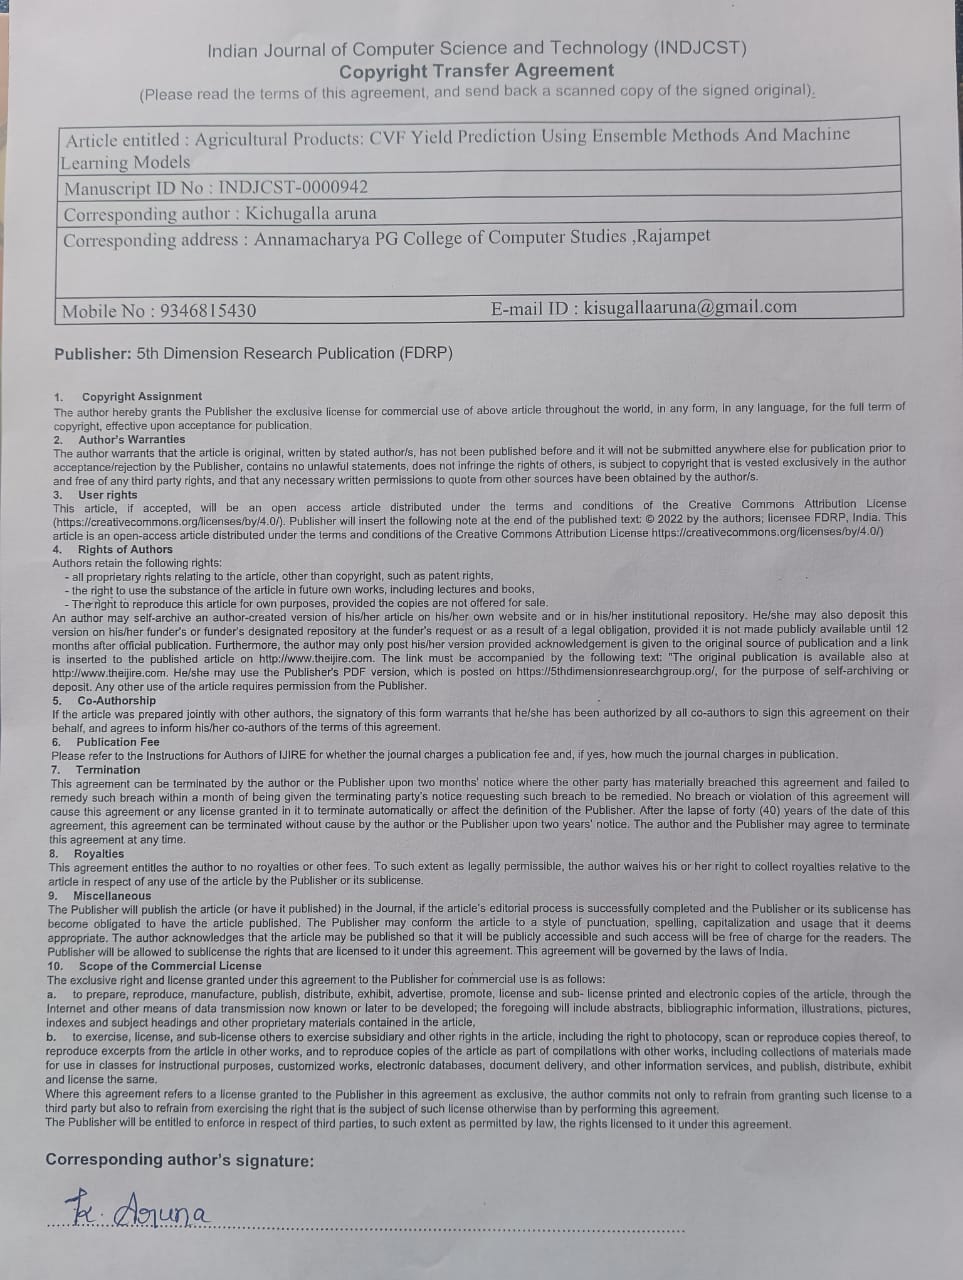 Indian Journal of Computer Science and Technology (INDJCST)
Copyright Transfer Agreement
(Please read the terms of this agreement, and send back a scanned copy of the signed original).
Article entitled : Agricultural Products: CVF Yield Prediction Using Ensemble Methods And Machine
Learning Models
Manuscript ID No : INDJCST-0000942
Corresponding author : Kichugalla aruna
Corresponding address : Annamacharya PG College of Computer Studies ,Rajampet
Mobile No : 9346815430 E-mail ID : kisugallaaruna@gmail.com
Publisher: 5th Dimension Research Publication (FDRP)
1. Copyright Assignment
The author hereby grants the Publisher the exclusive license for commercial use of above article throughout the world, in any form, in any language, for the full term of
copyright, effective upon acceptance for publication.
2. Author's Warranties
The author warrants that the article is original, written by stated author/s, has not been published before and it will not be submitted anywhere else for publication prior to
acceptance/rejection by the Publisher, contains no unlawful statements, does not infringe the rights of others, is subject to copyright that is vested exclusively in the author
and free of any third party rights, and that any necessary written permissions to quote from other sources have been obtained by the author/s.
3. User rights
This article, if accepted, will be an open access article distributed under the terms and conditions of the Creative Commons Attribution License
(https://creativecommons.org/licenses/by/4.0/). Publisher will insert the following note at the end of the published text: © 2022 by the authors; licensee FDRP, India. This
article is an open-access article distributed under the terms and conditions of the Creative Commons Attribution License https://creativecommons.org/licenses/by/4.0/)
4. Rights of Authors
Authors retain the following rights:
- all proprietary rights relating to the article, other than copyright, such as patent rights,
- the right to use the substance of the article in future own works, including lectures and books,
- The right to reproduce this article for own purposes, provided the copies are not offered for sale.
An author may self-archive an author-created version of his/her article on his/her own website and or in his/her institutional repository. He/she may also deposit this
version on his/her funder's or funder's designated repository at the funder's request or as a result of a legal obligation, provided it is not made publicly available until 12
months after official publication. Furthermore, the author may only post his/her version provided acknowledgement is given to the original source of publication and a link
is inserted to the published article on http://www.theijire.com. The link must be accompanied by the following text: "The original publication is available also at
http://www.theijire.com. He/she may use the Publisher's PDF version, which is posted on https://5thdimensionresearchgroup.org/, for the purpose of self-archiving or
deposit. Any other use of the article requires permission from the Publisher.
5. Co-Authorship
If the article was prepared jointly with other authors, the signatory of this form warrants that he/she has been authorized by all co-authors to sign this agreement on their
behalf, and agrees to inform his/her co-authors of the terms of this agreement.
6. Publication Fee
Please refer to the Instructions for Authors of IJIRE for whether the journal charges a publication fee and, if yes, how much the journal charges in publication.
7. Termination
This agreement can be terminated by the author or the Publisher upon two months' notice where the other party has materially breached this agreement and failed to
remedy such breach within a month of being given the terminating party's notice requesting such breach to be remedied. No breach or violation of this agreement will
cause this agreement or any license granted in it to terminate automatically or affect the definition of the Publisher. After the lapse of forty (40) years of the date of this
agreement, this agreement can be terminated without cause by the author or the Publisher upon two years' notice. The author and the Publisher may agree to terminate
this agreement at any time.
8. Royalties
This agreement entitles the author to no royalties or other fees. To such extent as legally permissible, the author waives his or her right to collect royalties relative to the
article in respect of any use of the article by the Publisher or its sublicense.
9. Miscellaneous
The Publisher will publish the article (or have it published) in the Journal, if the article's editorial process is successfully completed and the Publisher or its sublicense has
become obligated to have the article published. The Publisher may conform the article to a style of punctuation, spelling, capitalization and usage that it deems
appropriate. The author acknowledges that the article may be published so that it will be publicly accessible and such access will be free of charge for the readers. The
Publisher will be allowed to sublicense the rights that are licensed to it under this agreement. This agreement will be governed by the laws of India.
10. Scope of the Commercial License
The exclusive right and license granted under this agreement to the Publisher for commercial use is as follows:
a. to prepare, reproduce, manufacture, publish, distribute, exhibit, advertise, promote, license and sub- license printed and electronic copies of the article, through the
Internet and other means of data transmission now known or later to be developed; the foregoing will include abstracts, bibliographic information, illustrations, pictures,
indexes and subject headings and other proprietary materials contained in the article,
b. to exercise, license, and sub-license others to exercise subsidiary and other rights in the article, including the right to photocopy, scan or reproduce copies thereof, to
reproduce excerpts from the article in other works, and to reproduce copies of the article as part of compilations with other works, including collections of materials made
for use in classes for instructional purposes, customized works, electronic databases, document delivery, and other information services, and publish, distribute, exhibit
and license the same.
Where this agreement refers to a license granted to the Publisher in this agreement as exclusive, the author commits not only to refrain from granting such license to a
third party but also to refrain from exercising the right that is the subject of such license otherwise than by performing this agreement.
The Publisher will be entitled to enforce in respect of third parties, to such extent as permitted by law, the rights licensed to it under this agreement.
Corresponding author's signature:
K. Aruna